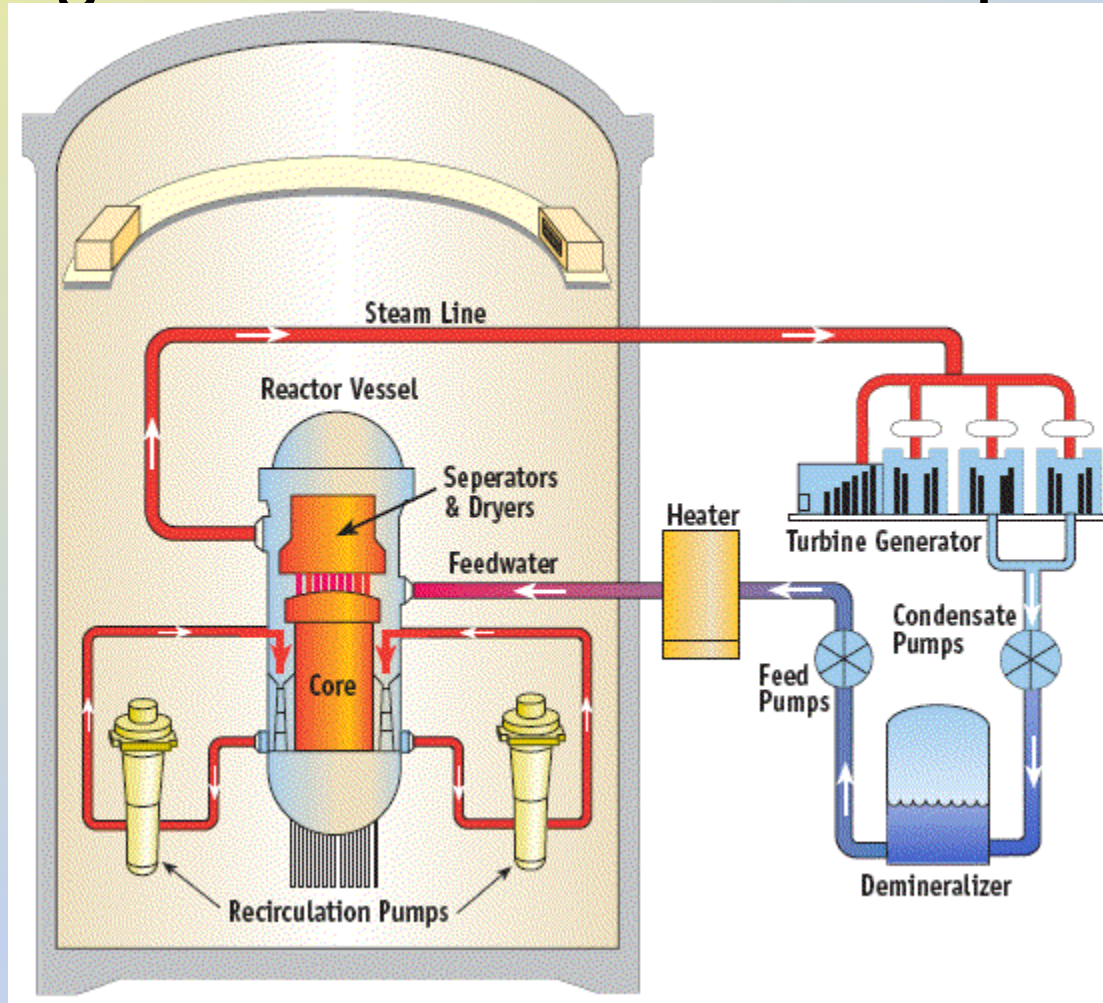 Steam Line
Reactor Vessel
Seperators
& Dryers
Heater
Turbine Generator
Feedwater
Condensate
Pumps
Feed
Pumps
Core
Demineralizer
Recirculation Pumps